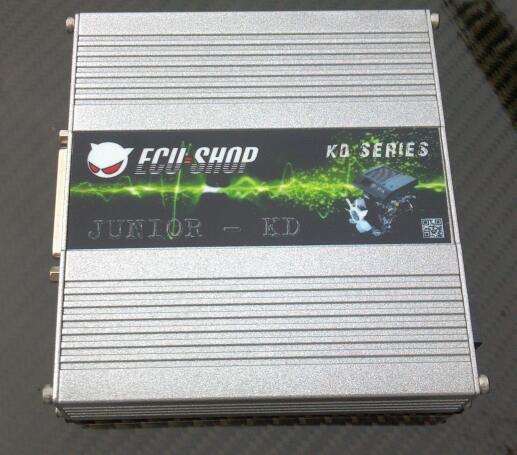 ECU=SHOP
KD SERIES
JUNIOR - KD